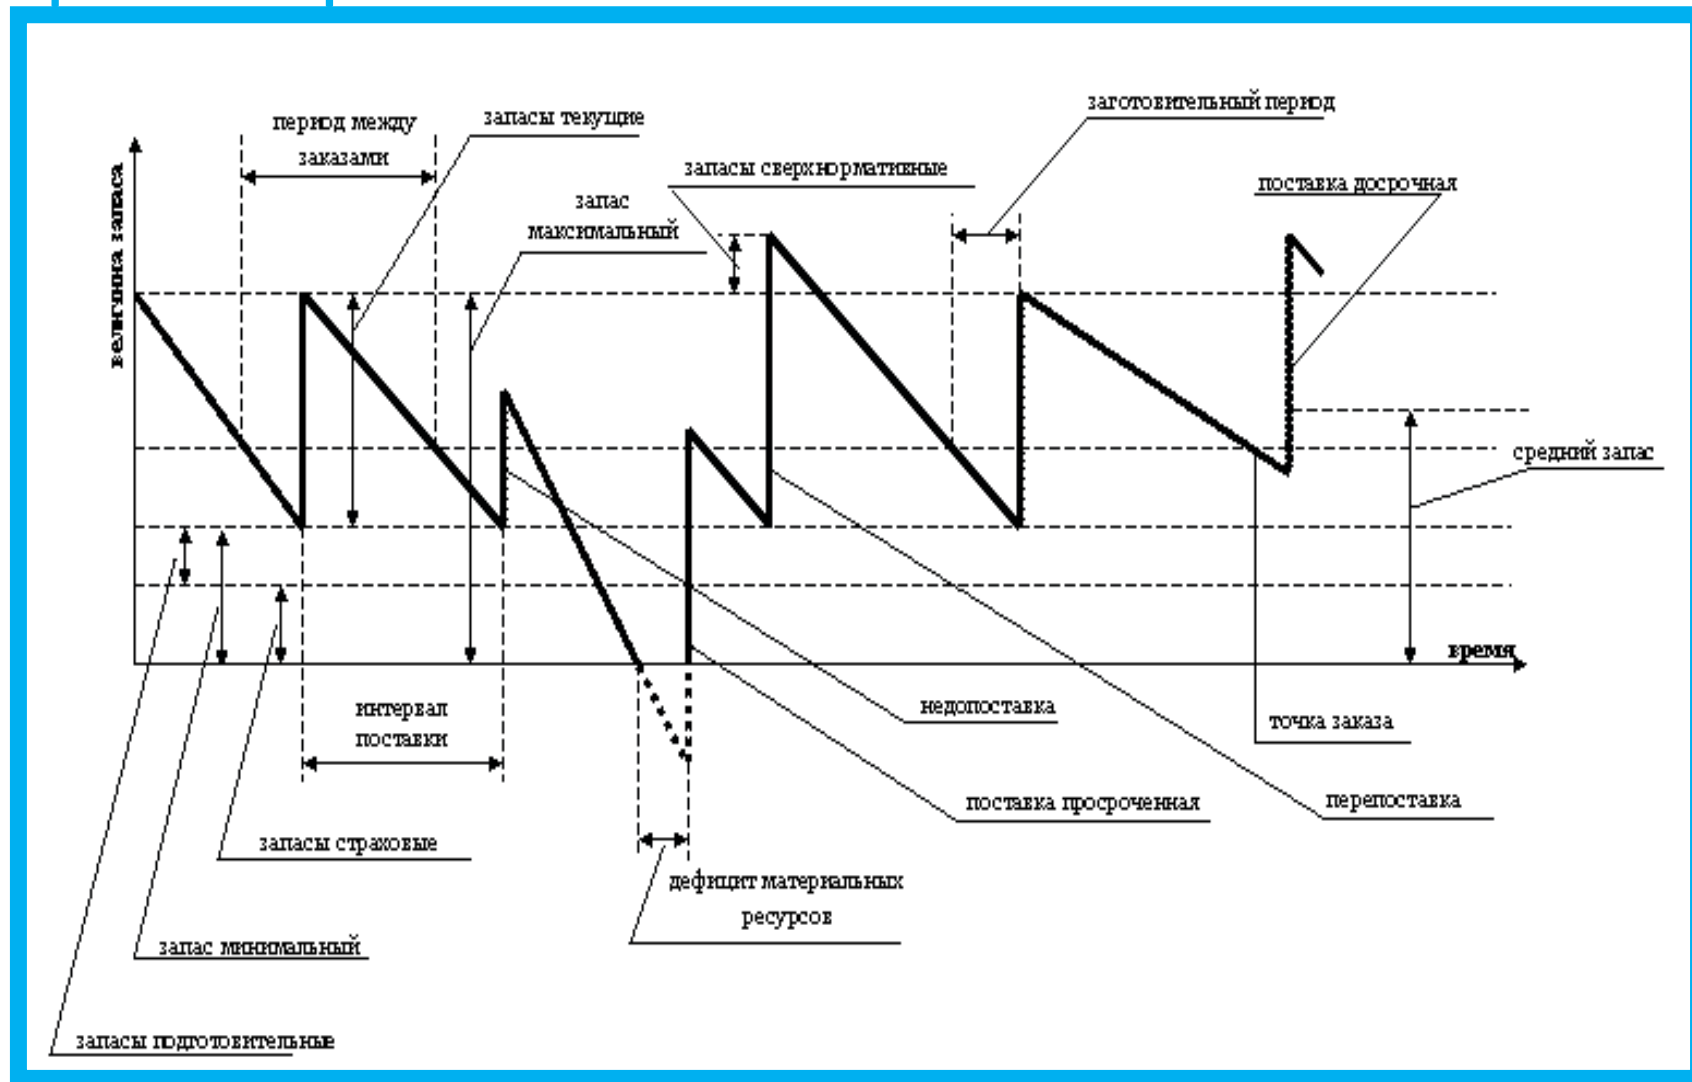 заготовительный период
период между
заказами
запасы текущие
запасы сверхнормативные
поставка досрочная
запас
максимальный
величина запаса
средний запас
время
интервал
поставки
недопоставка
точка заказа
поставка просроченная
перепоставка
запасы страховые
дефицит материальных
ресурсов
запас минимальный
запасы подготовительные